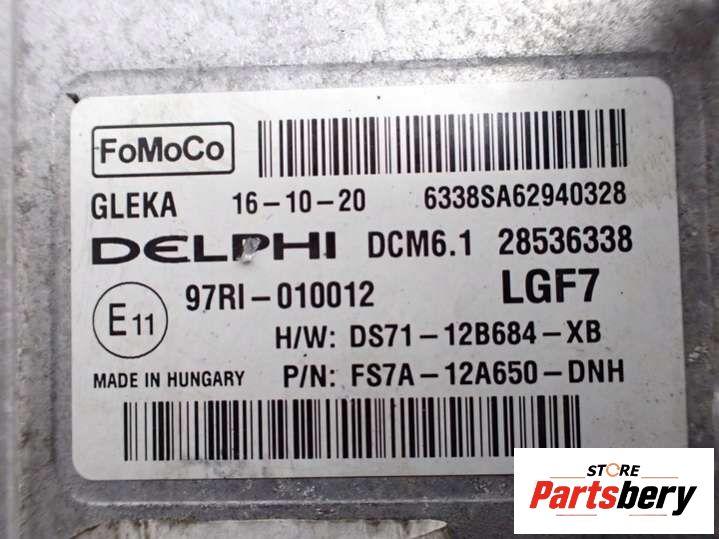 FoMoCo
GLEKA 16-10-20 6338SA62940328
DELPHI DCM6.1 28536338
E11 97RI-010012 LGF7
H/W: DS71-12B684-XB
MADE IN HUNGARY P/N: FS7A-12A650-DNH
STORE
Partsbery